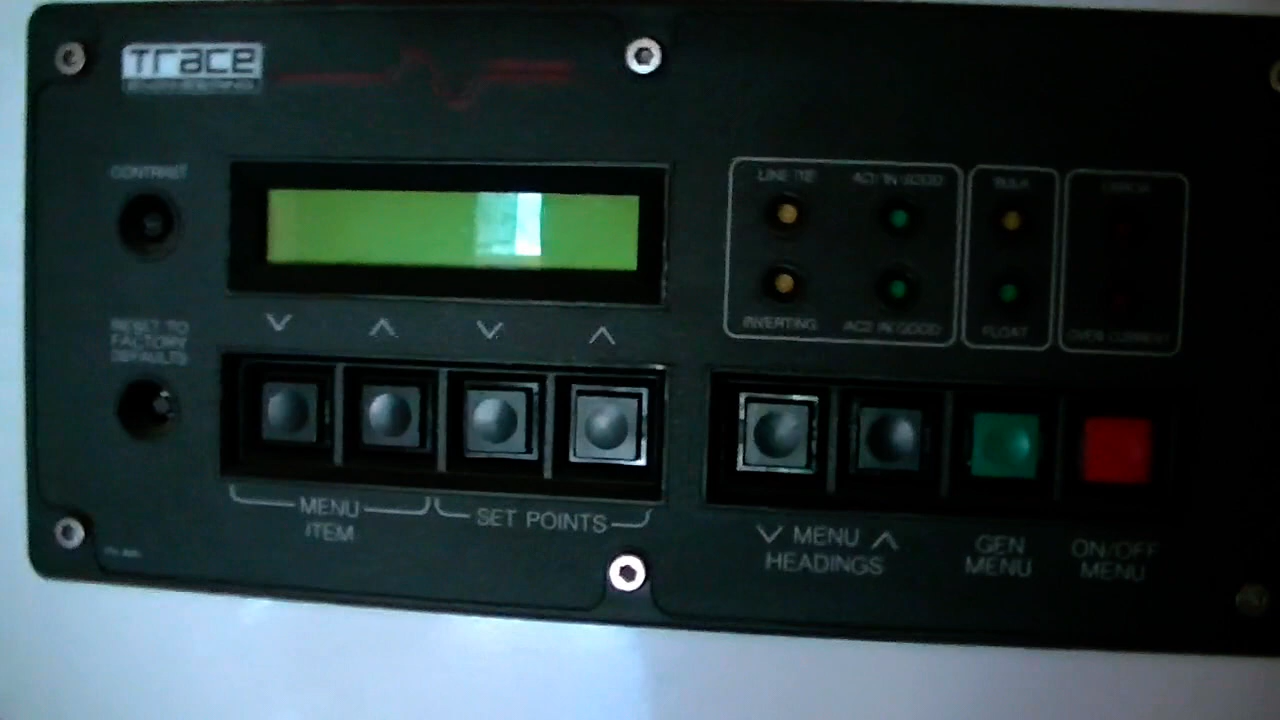 Trace
CONTRAST
LINE TIE
AC1 IN GOOD
BULK
ERROR
RESET TO
FACTORY
DEFAULTS
INVERTING
AC2 IN GOOD
FLOAT
OVER CURRENT
MENU
ITEM
SET POINTS
MENU
HEADINGS
GEN
MENU
ON/OFF
MENU